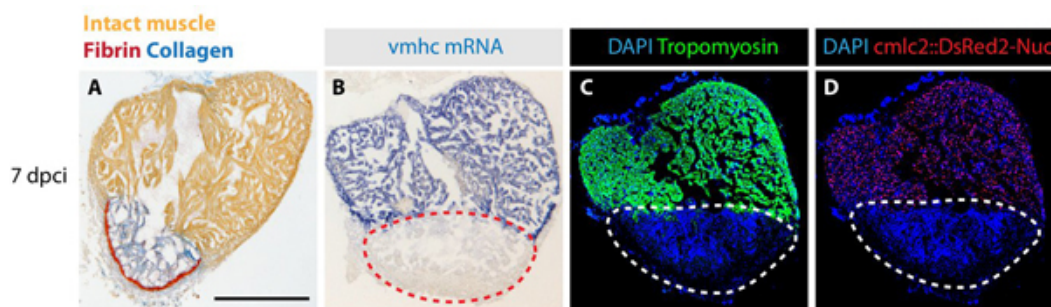 Intact muscle
Fibrin Collagen
vmhc mRNA
DAPI Tropomyosin
DAPI cmlc2::DsRed2-Nuc
A
B
C
D
7 dpci